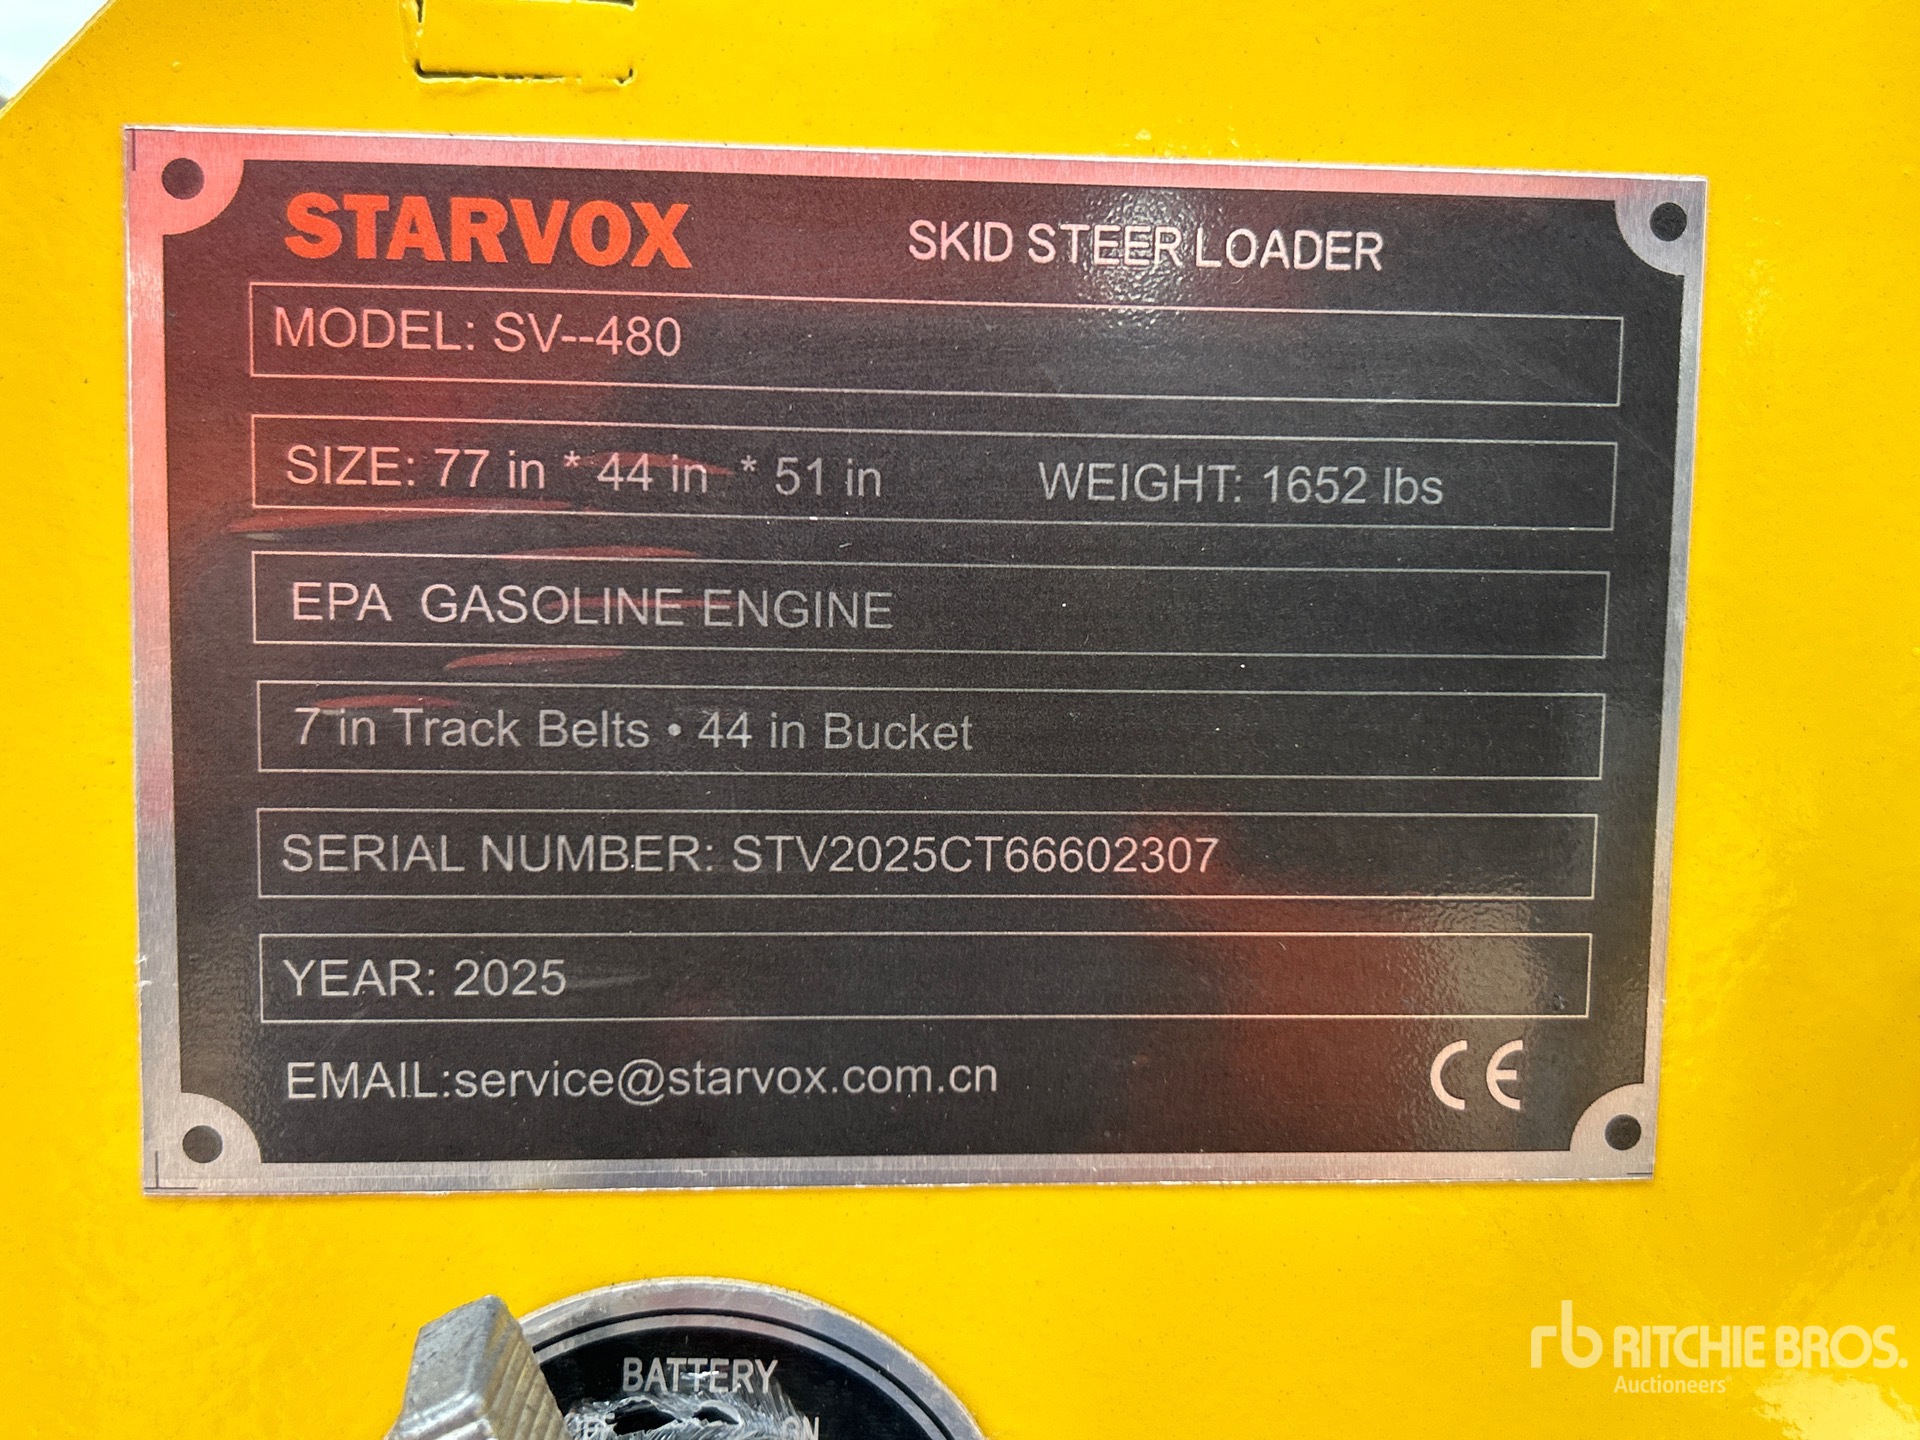 STARVOX SKID STEER LOADER
MODEL: SV--480
SIZE: 77 in * 44 in * 51 in WEIGHT: 1652 lbs
EPA GASOLINE ENGINE
7 in Track Belts • 44 in Bucket
SERIAL NUMBER: STV2025CT66602307
YEAR: 2025
EMAIL:service@starvox.com.cn CE
BATTERY
ON
rb RITCHIE BROS.
Auctioneers